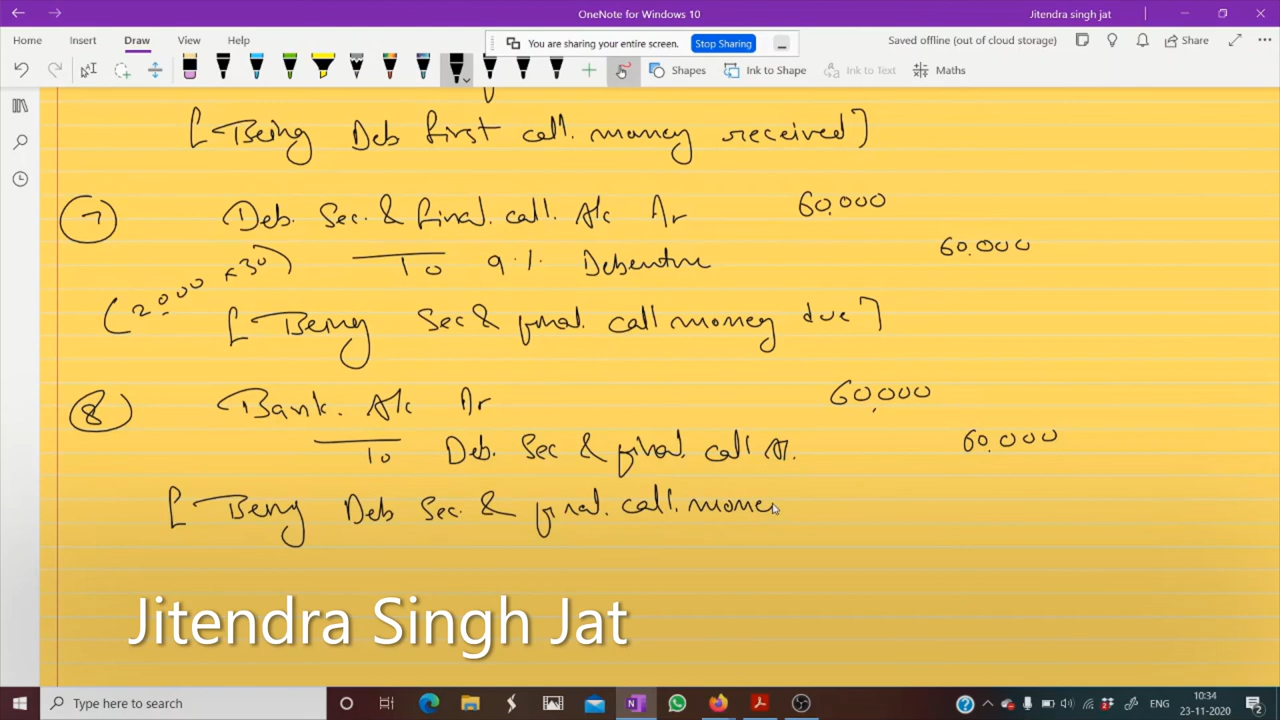 OneNote for Windows 10
Jitendra singh jat
Home Insert Draw View Help
You are sharing your entire screen. Stop Sharing
Saved offline (out of cloud storage)
Share
Shapes Ink to Shape Ink to Text Maths
[Being Deb first call. money received]
7 Deb. Sec. & final. call. A/c Dr 60,000
To 9.1. Debenture 60,000
(2000 x 30)
[Being Sec & final. call money due]
8 Bank. A/c Dr 60,000
To Deb. Sec & final. call A/. 60,000
[Being Deb Sec. & final. call. money
Jitendra Singh Jat
Type here to search
ENG
10:34
23-11-2020
2